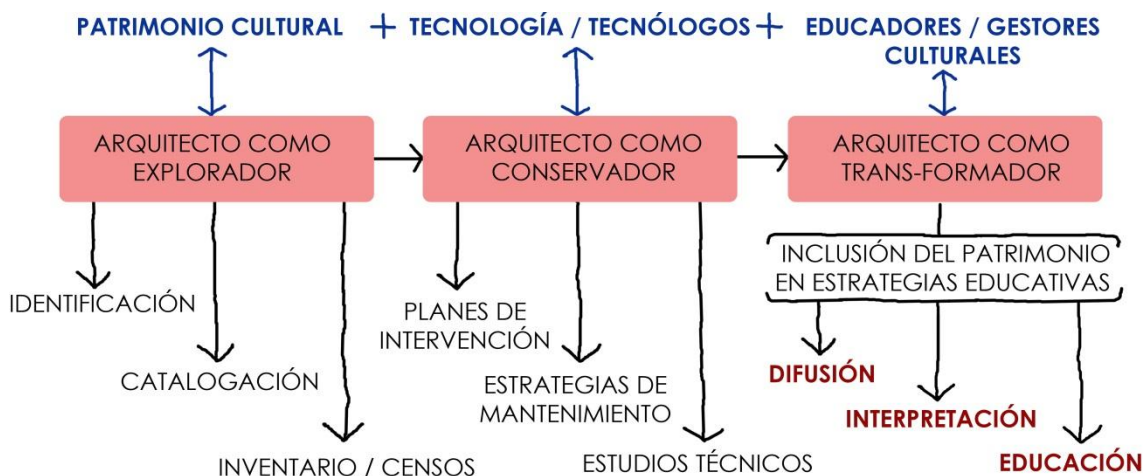 PATRIMONIO CULTURAL + TECNOLOGÍA / TECNÓLOGOS + EDUCADORES / GESTORES
CULTURALES
ARQUITECTO COMO
EXPLORADOR
ARQUITECTO COMO
CONSERVADOR
ARQUITECTO COMO
TRANS-FORMADOR
IDENTIFICACIÓN
CATALOGACIÓN
INVENTARIO / CENSOS
PLANES DE
INTERVENCIÓN
ESTRATEGIAS DE
MANTENIMIENTO
ESTUDIOS TÉCNICOS
INCLUSIÓN DEL PATRIMONIO
EN ESTRATEGIAS EDUCATIVAS
DIFUSIÓN
INTERPRETACIÓN
EDUCACIÓN